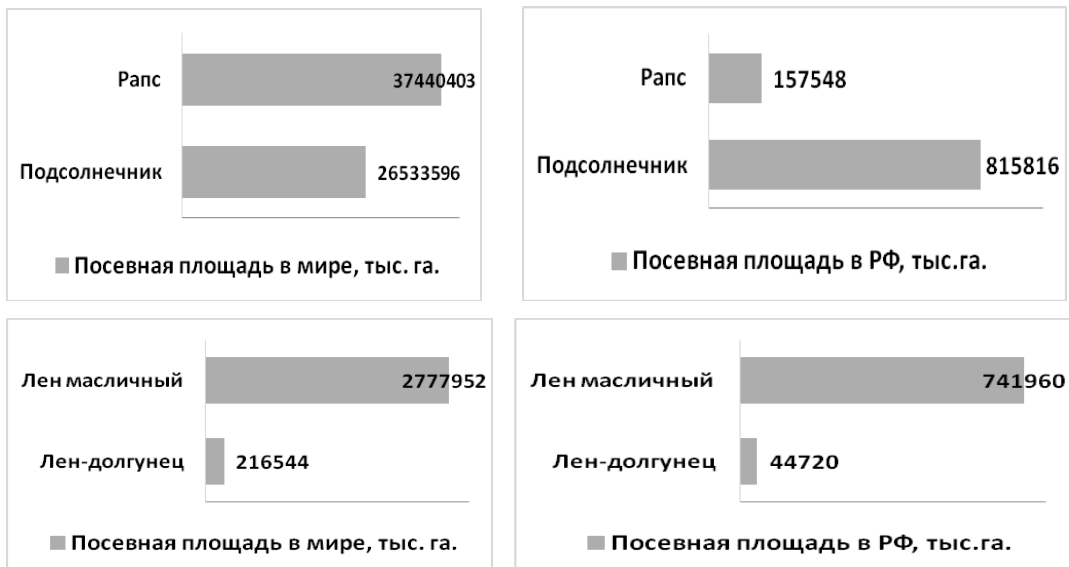 Рапс
37440403
Подсолнечник
26533596
Посевная площадь в мире, тыс. га.
Рапс
157548
Подсолнечник
815816
Посевная площадь в РФ, тыс.га.
Лен масличный
2777952
Лен-долгунец
216544
Посевная площадь в мире, тыс. га.
Лен масличный
741960
Лен-долгунец
44720
Посевная площадь в РФ, тыс.га.